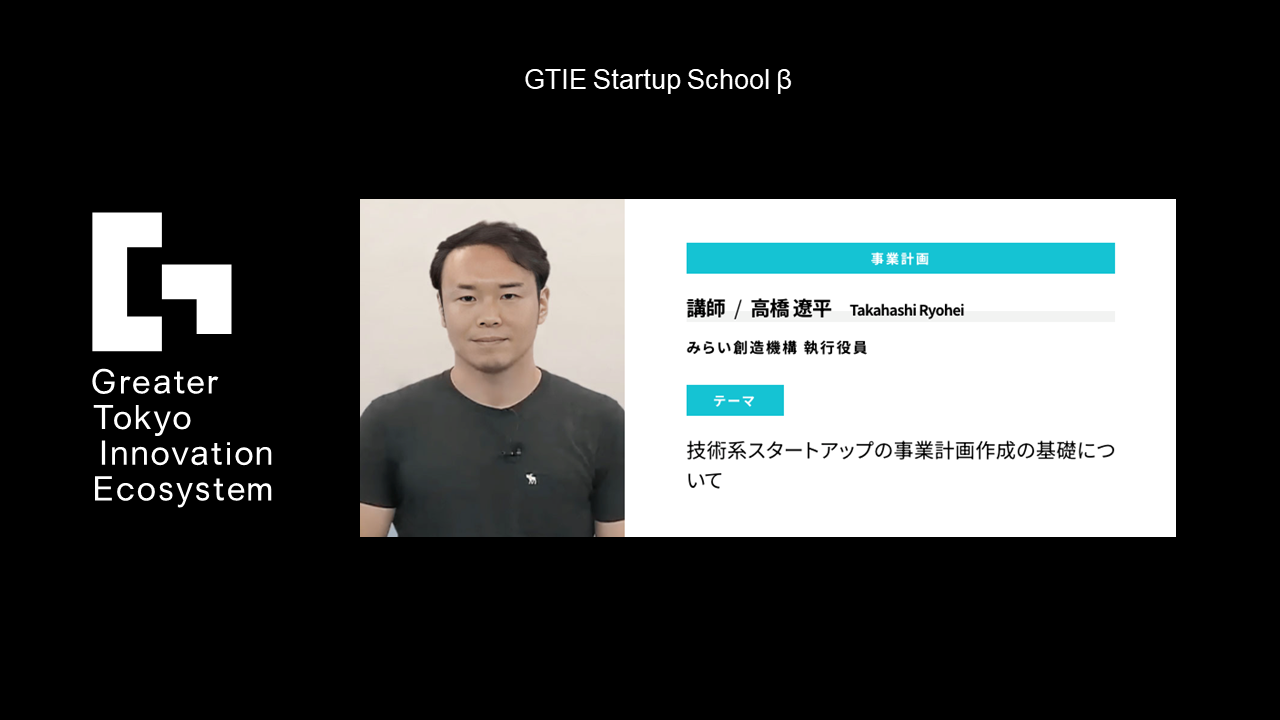 GTIE Startup School β
Greater
Tokyo
Innovation
Ecosystem
事業計画
講師 / 高橋 遼平 Takahashi Ryohei
みらい創造機構 執行役員
テーマ
技術系スタートアップの事業計画作成の基礎につ
いて